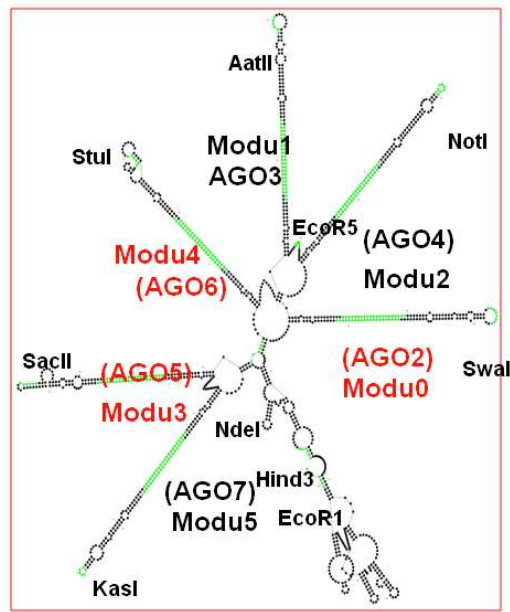 AatII
NotI
Modu1
AGO3
StuI
EcoR5
(AGO4)
Modu2
Modu4
(AGO6)
SacII
(AGO5)
Modu3
(AGO2)
Modu0
SwaI
NdeI
Hind3
(AGO7)
Modu5
EcoR1
KasI